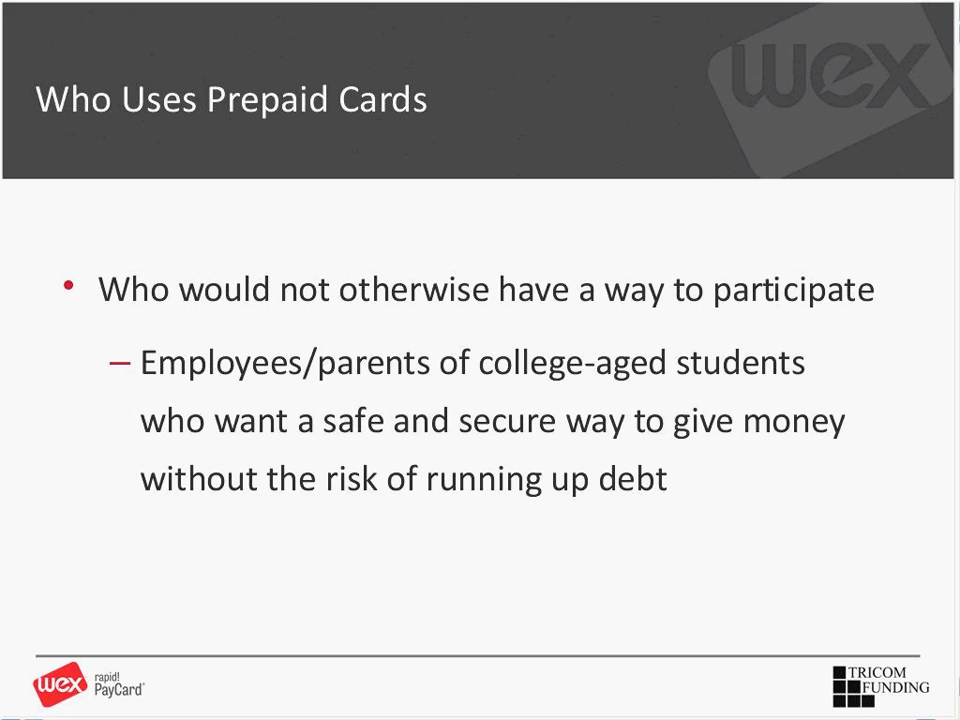 wex
Who Uses Prepaid Cards
• Who would not otherwise have a way to participate
– Employees/parents of college-aged students
who want a safe and secure way to give money
without the risk of running up debt
wex rapid!
PayCard®
TRICOM
FUNDING